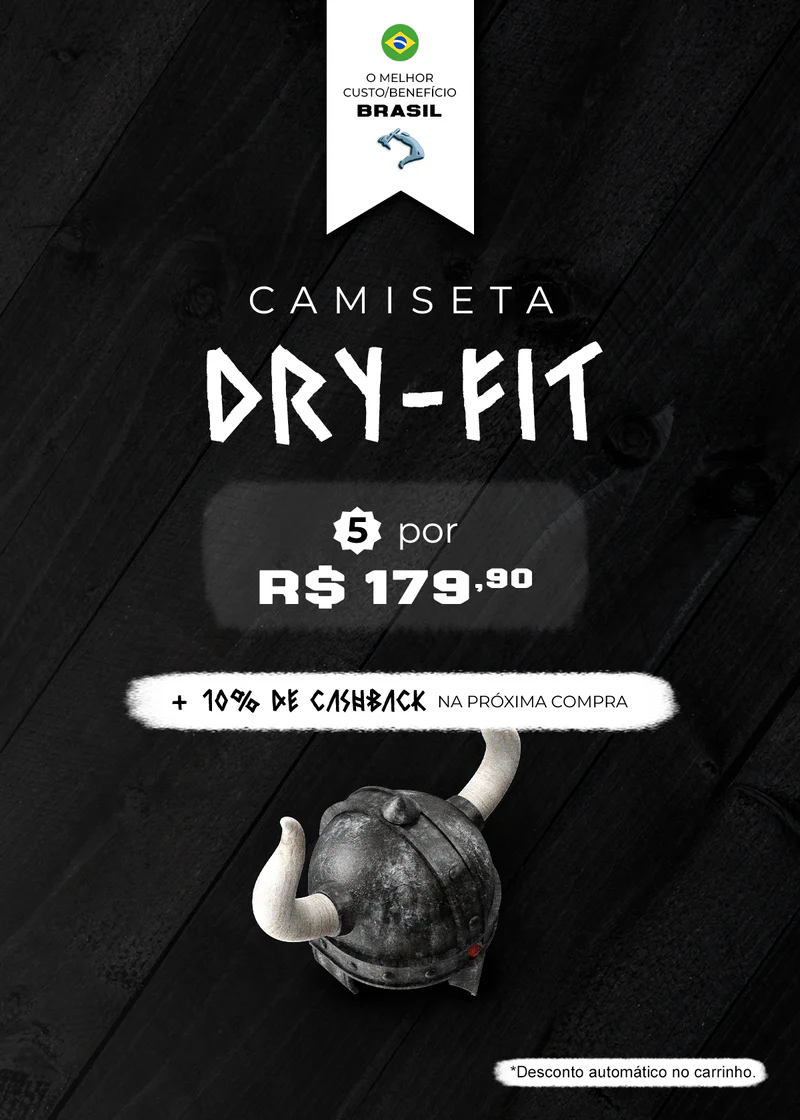 O MELHOR
CUSTO/BENEFÍCIO
BRASIL
CAMISETA
DRY-FIT
5 por
R$ 179,90
+ 10% DE CASHBACK NA PRÓXIMA COMPRA
*Desconto automático no carrinho.